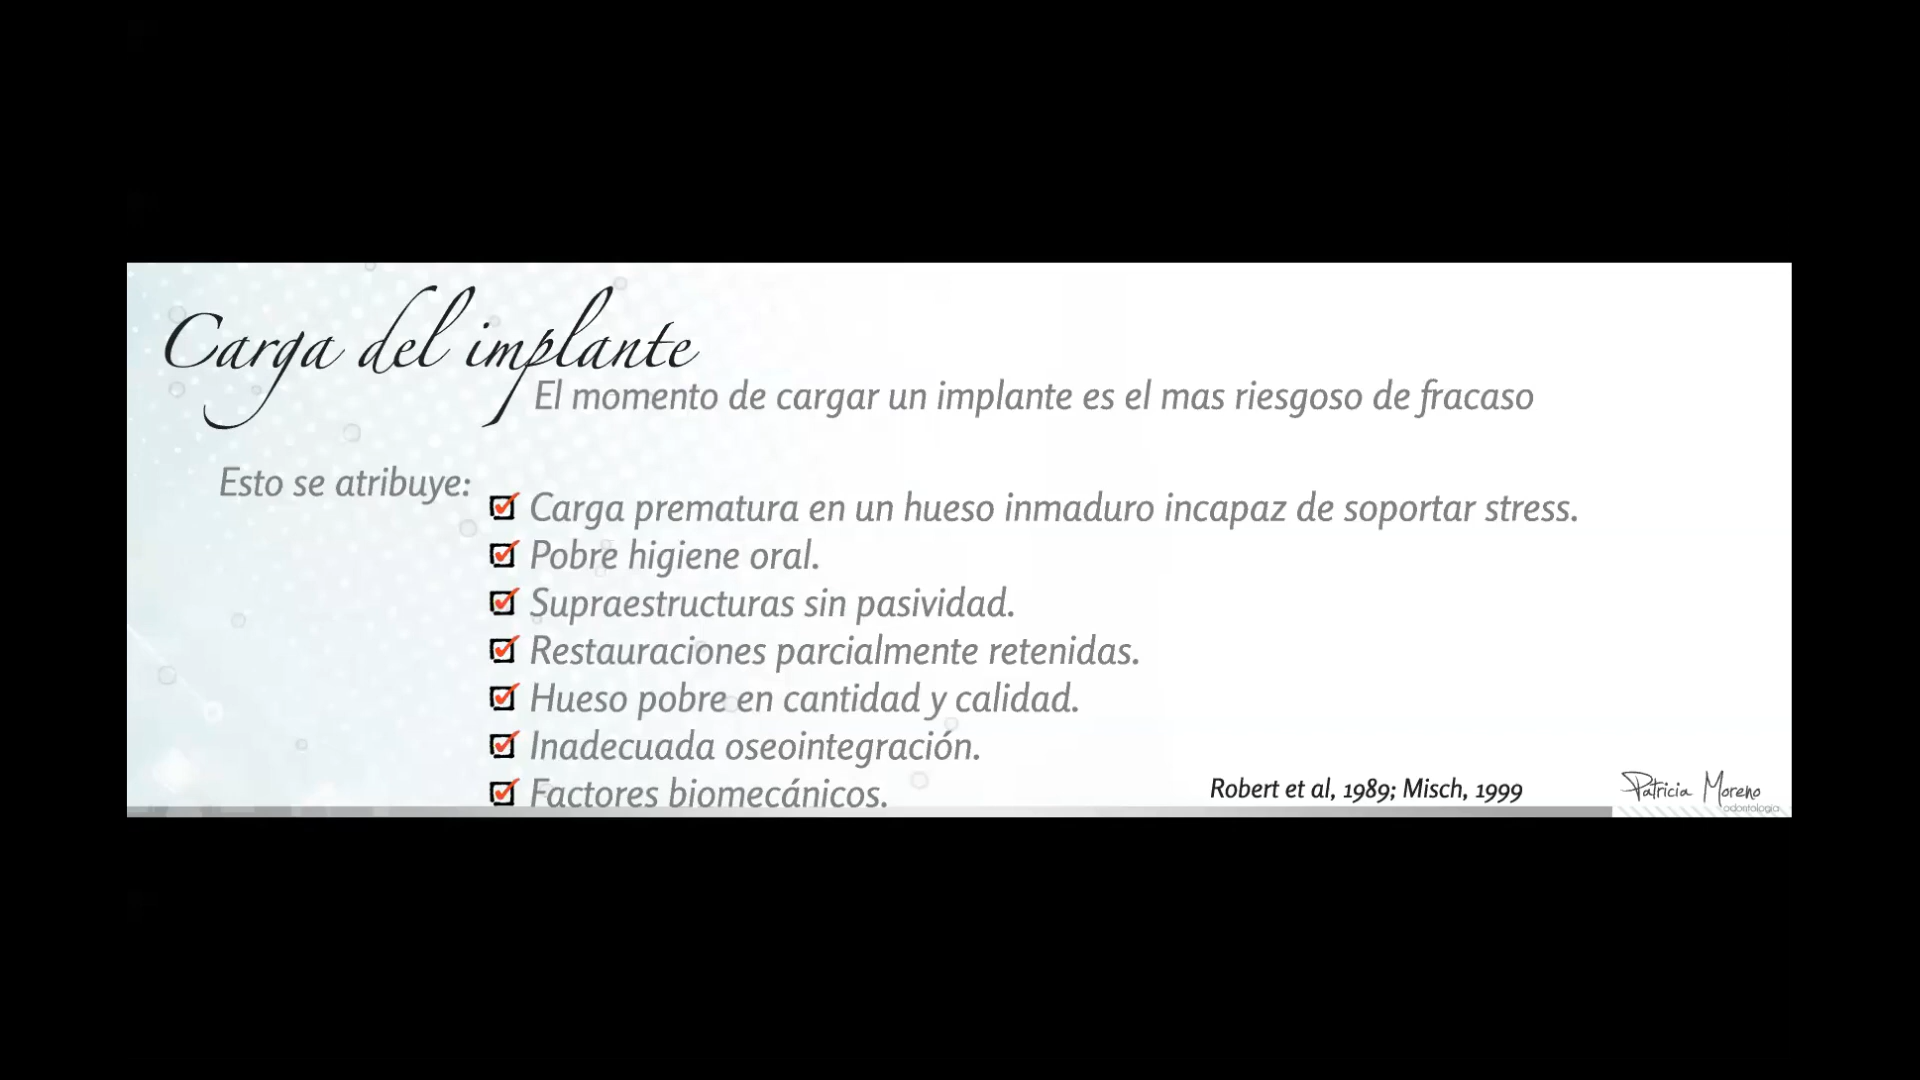 Carga del implante
El momento de cargar un implante es el mas riesgoso de fracaso
Esto se atribuye:
Carga prematura en un hueso inmaduro incapaz de soportar stress.
Pobre higiene oral.
Supraestructuras sin pasividad.
Restauraciones parcialmente retenidas.
Hueso pobre en cantidad y calidad.
Inadecuada oseointegración.
Factores biomecánicos.
Robert et al, 1989; Misch, 1999
Patricia Moreno
odontología